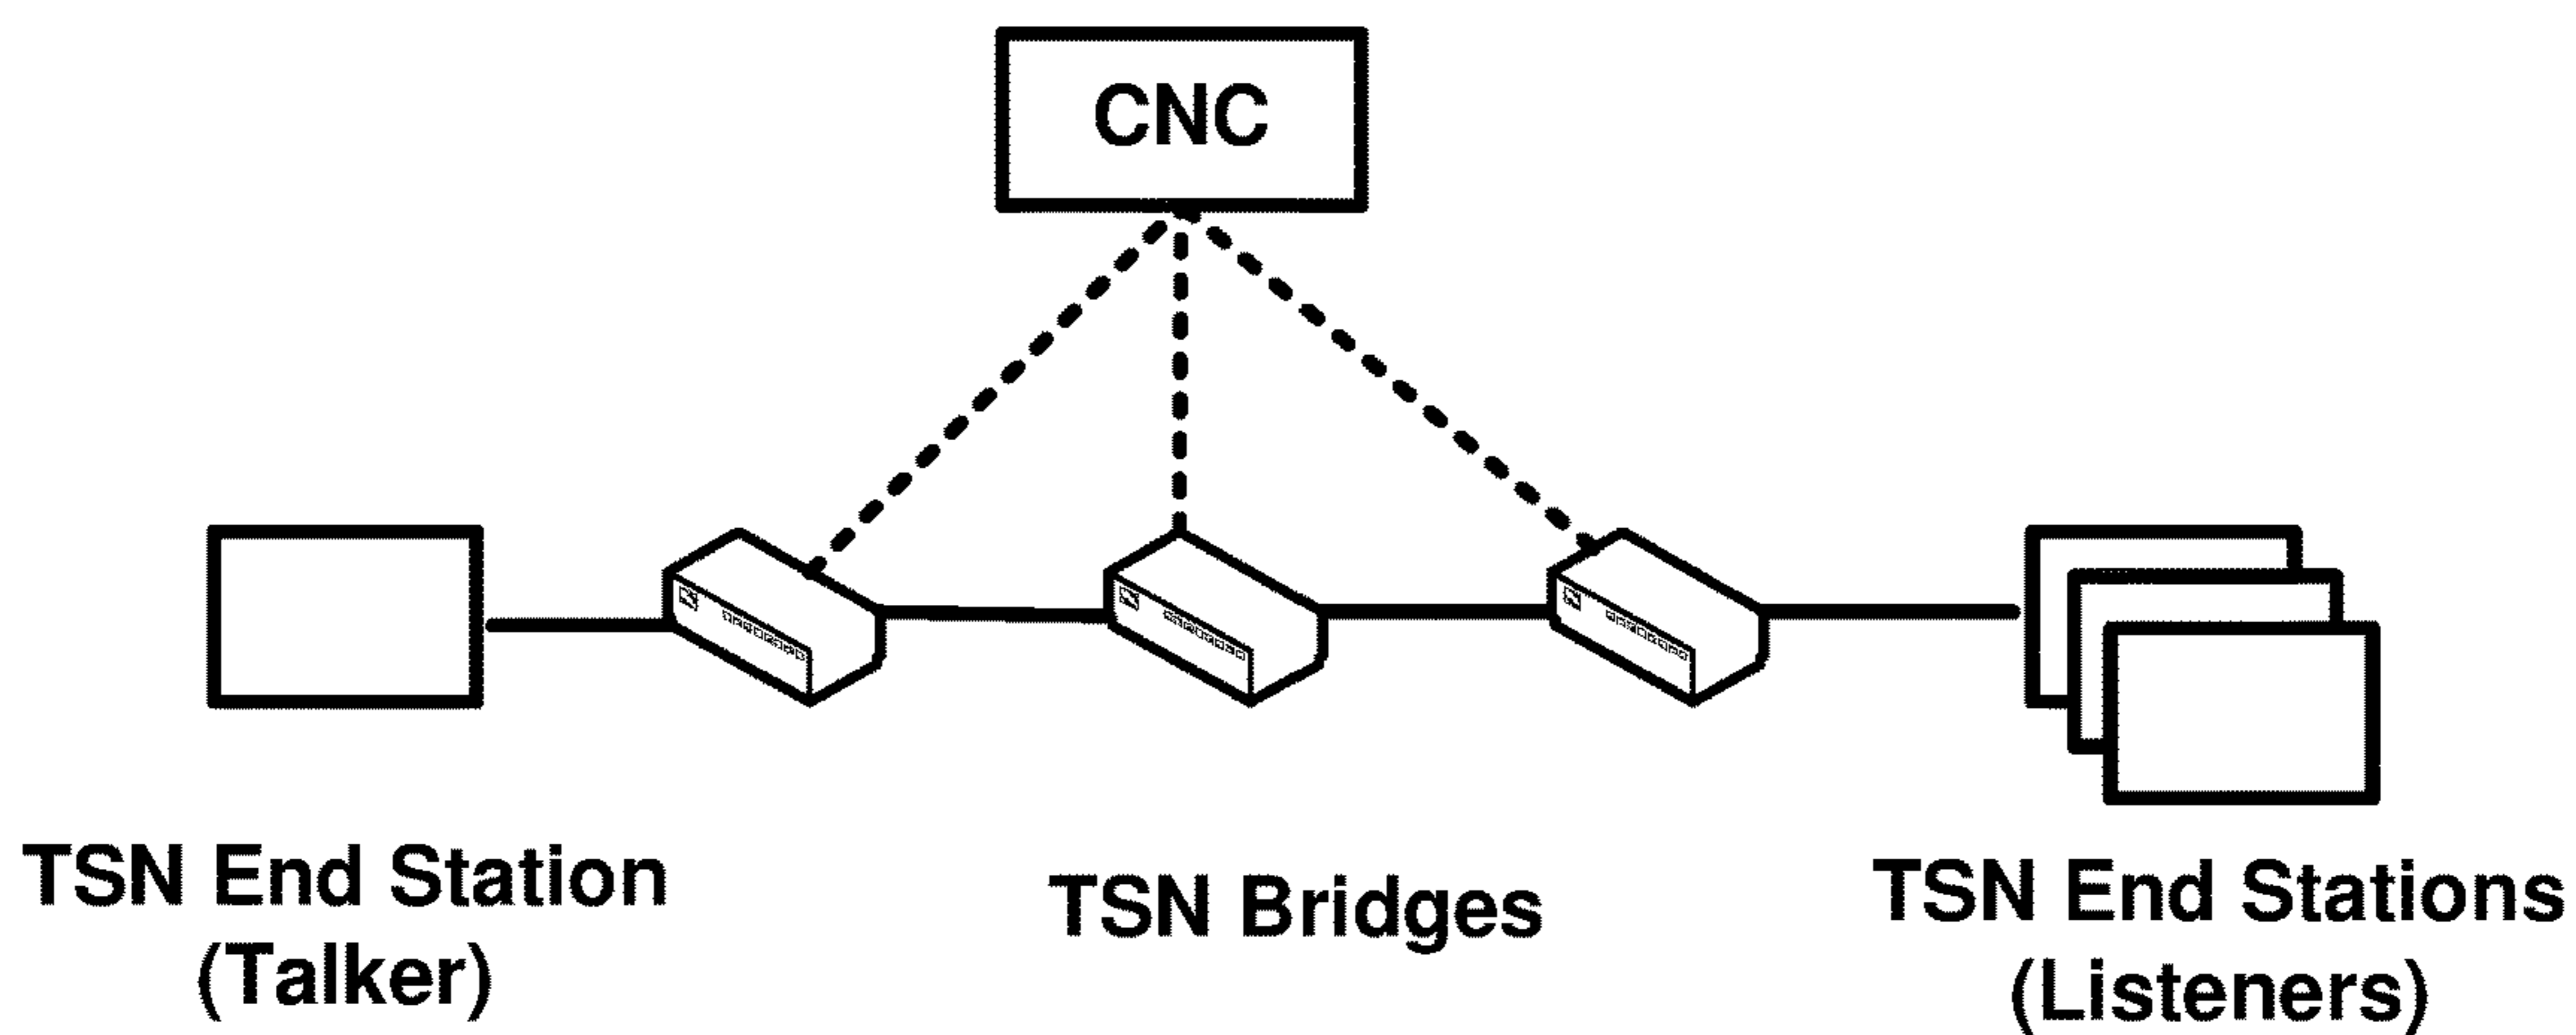 CNC
TSN End Station
(Talker)
TSN Bridges
TSN End Stations
(Listeners)